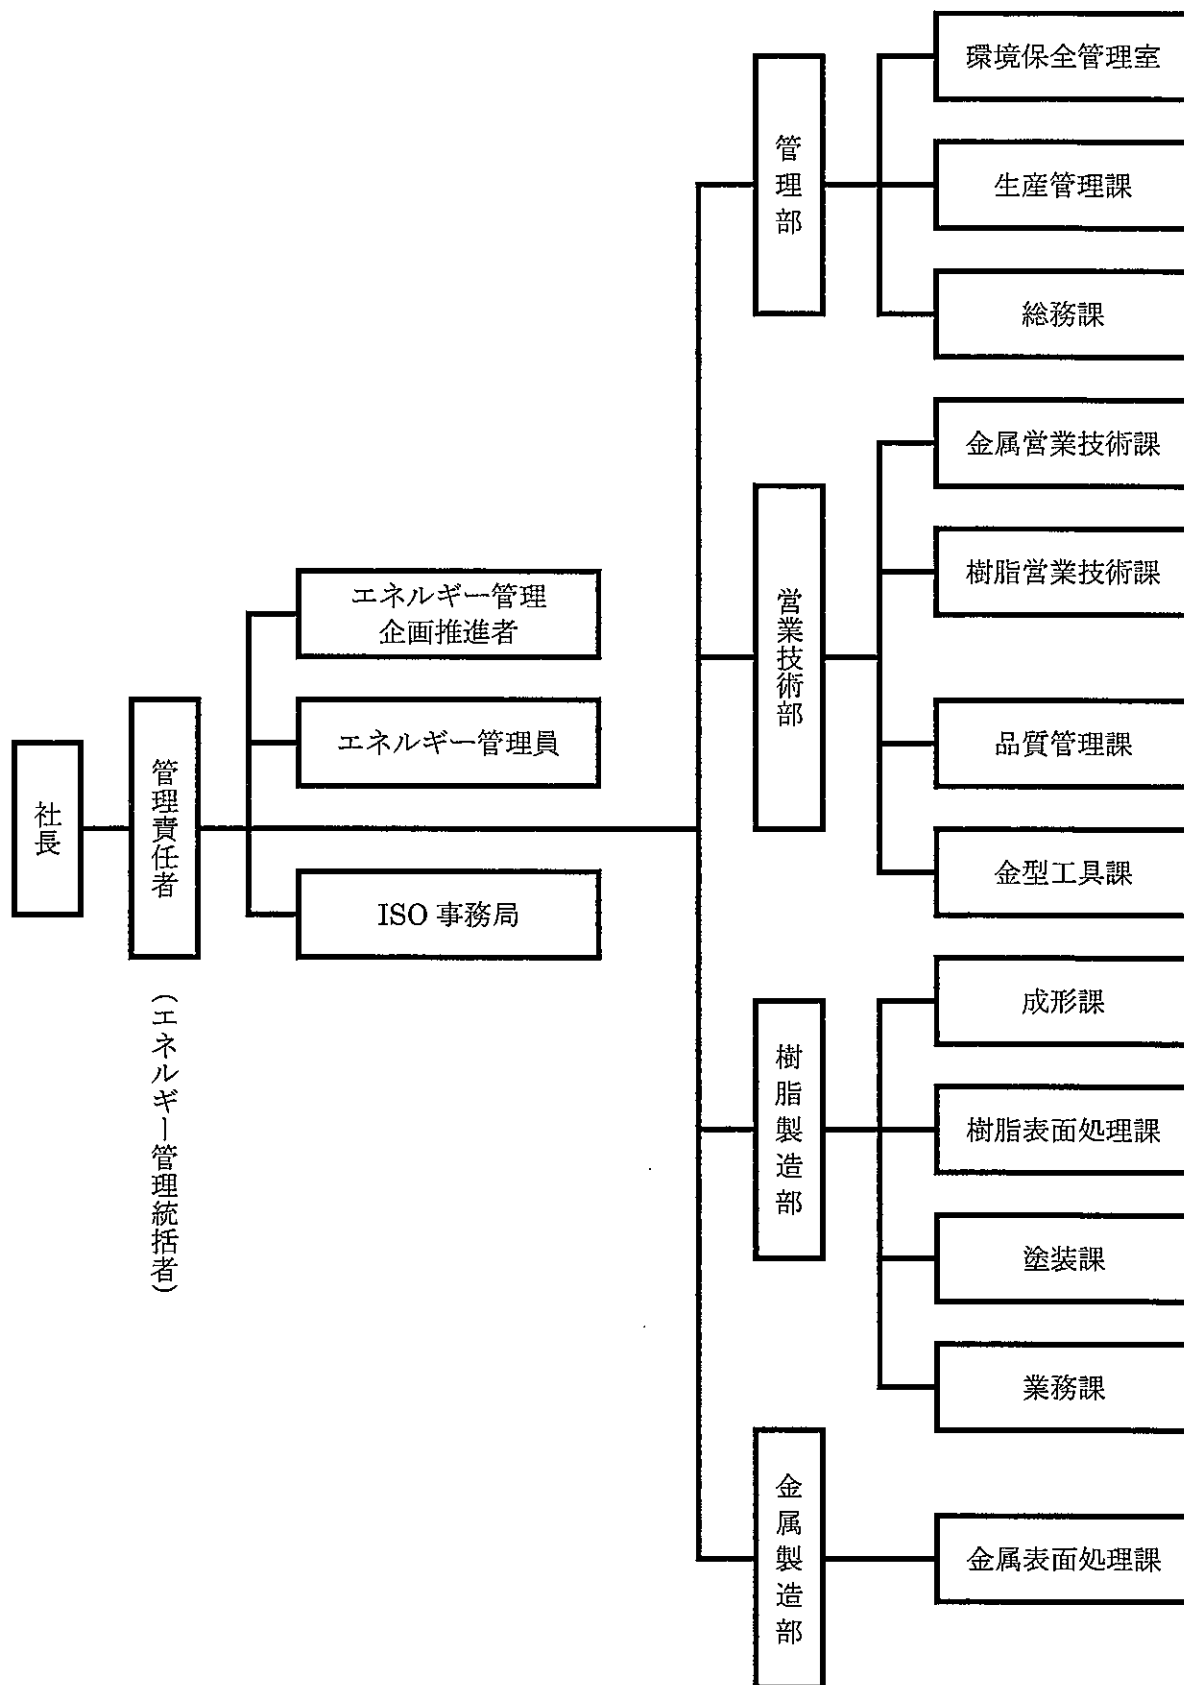 社長
管理責任者
（エネルギー管理統括者）
エネルギー管理
企画推進者
エネルギー管理員
ISO 事務局
管理部
環境保全管理室
生産管理課
総務課
営業技術部
金属営業技術課
樹脂営業技術課
品質管理課
金型工具課
樹脂製造部
成形課
樹脂表面処理課
塗装課
業務課
金属製造部
金属表面処理課